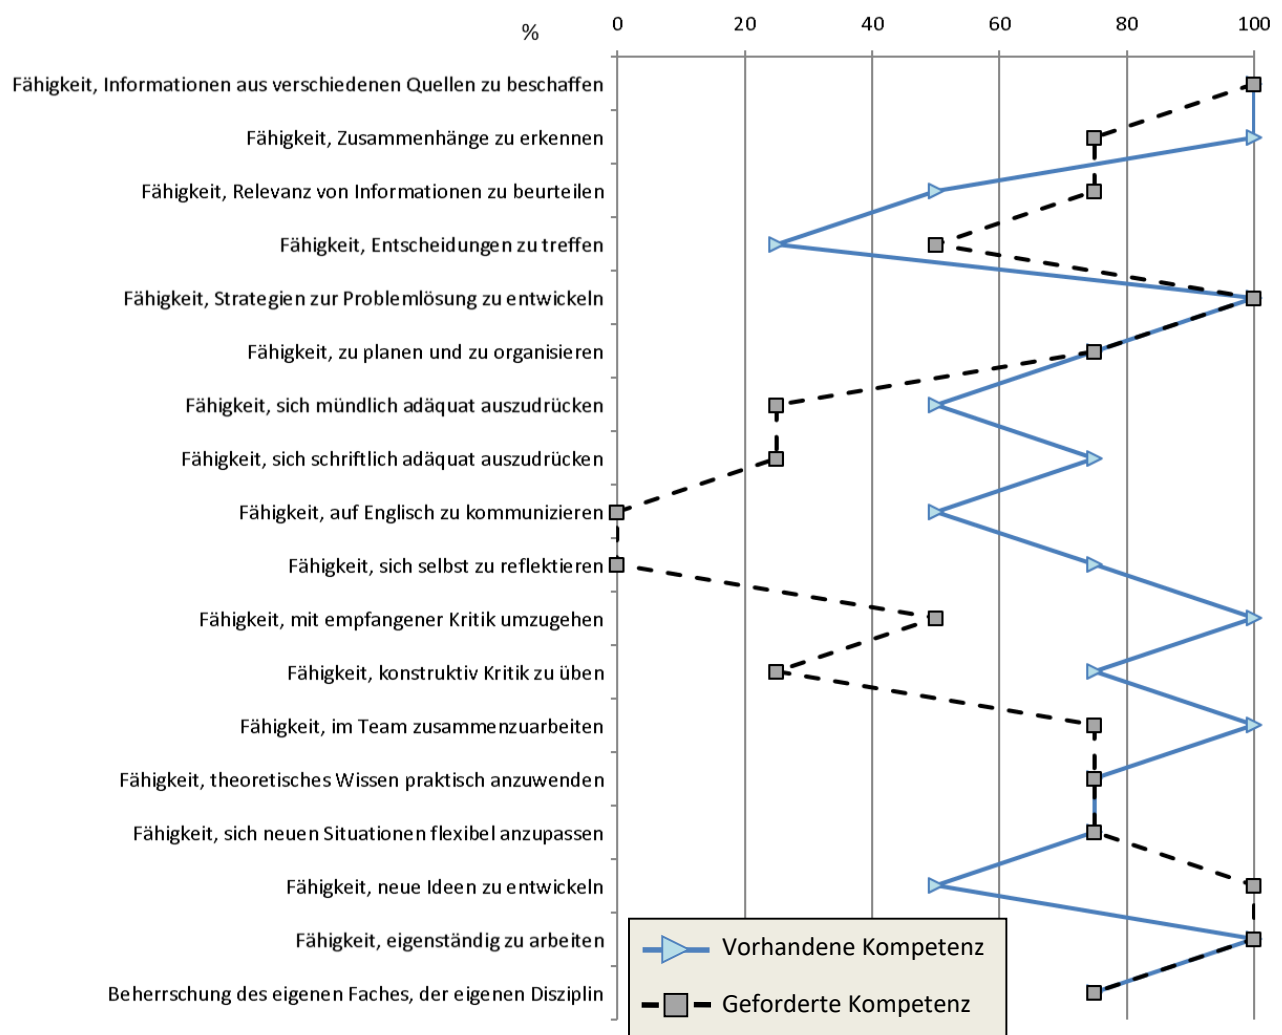 % 0 20 40 60 80 100
Fähigkeit, Informationen aus verschiedenen Quellen zu beschaffen
Fähigkeit, Zusammenhänge zu erkennen
Fähigkeit, Relevanz von Informationen zu beurteilen
Fähigkeit, Entscheidungen zu treffen
Fähigkeit, Strategien zur Problemlösung zu entwickeln
Fähigkeit, zu planen und zu organisieren
Fähigkeit, sich mündlich adäquat auszudrücken
Fähigkeit, sich schriftlich adäquat auszudrücken
Fähigkeit, auf Englisch zu kommunizieren
Fähigkeit, sich selbst zu reflektieren
Fähigkeit, mit empfangener Kritik umzugehen
Fähigkeit, konstruktiv Kritik zu üben
Fähigkeit, im Team zusammenzuarbeiten
Fähigkeit, theoretisches Wissen praktisch anzuwenden
Fähigkeit, sich neuen Situationen flexibel anzupassen
Fähigkeit, neue Ideen zu entwickeln
Fähigkeit, eigenständig zu arbeiten
Beherrschung des eigenen Faches, der eigenen Disziplin
Vorhandene Kompetenz
Geforderte Kompetenz